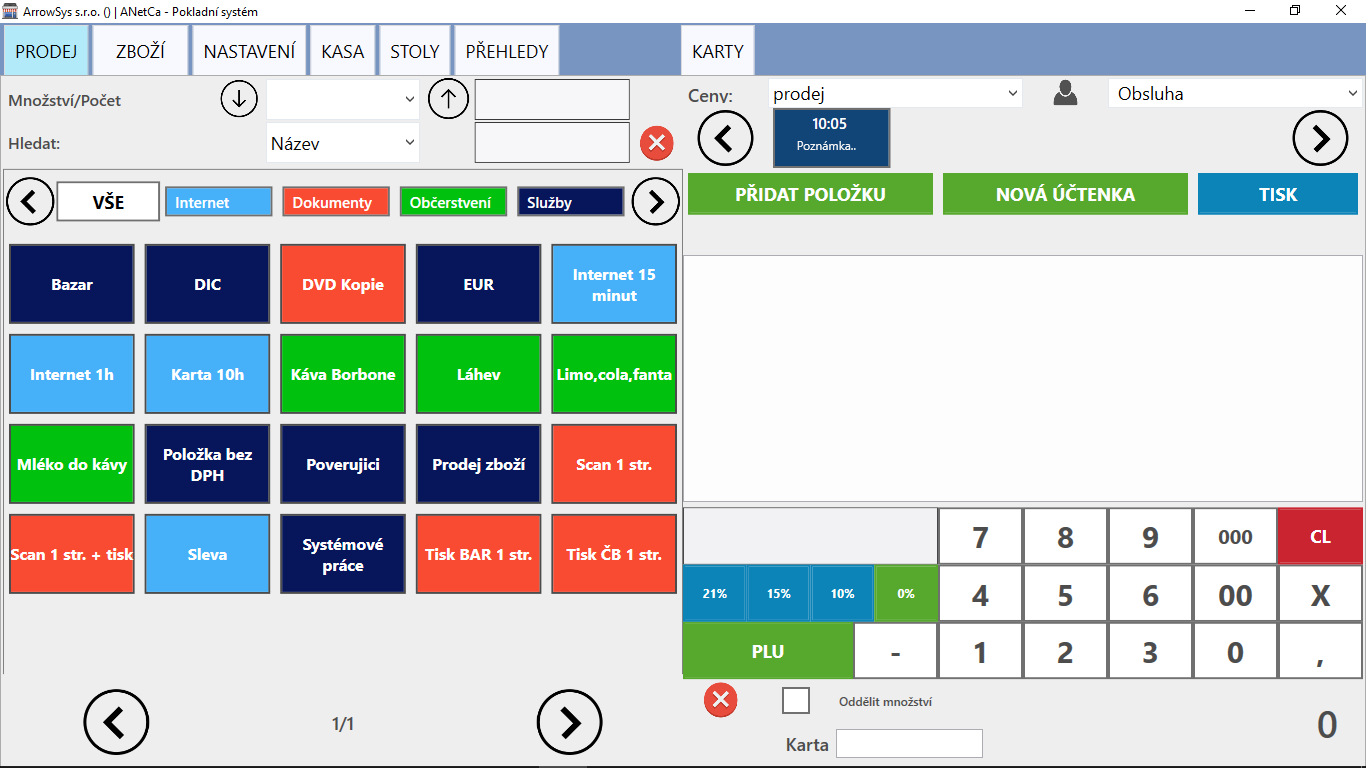 ArrowSys s.r.o. () | ANetCa - Pokladní systém
PRODEJ ZBOŽÍ NASTAVENÍ KASA STOLY PŘEHLEDY KARTY
Množství/Počet
Ceny: prodej Obsluha
Hledat: Název
10:05
Poznámka..
VŠE Internet Dokumenty Občerstvení Služby
PŘIDAT POLOŽKU NOVÁ ÚČTENKA TISK
Bazar DIC DVD Kopie EUR Internet 15
minut
Internet 1h Karta 10h Káva Borbone Láhev Limo,cola,fanta
Mléko do kávy Položka bez
DPH Poverujici Prodej zboží Scan 1 str.
Scan 1 str. + tisk Sleva Systémové
práce Tisk BAR 1 str. Tisk ČB 1 str.
7 8 9 000 CL
21% 15% 10% 0% 4 5 6 00 X
PLU - 1 2 3 0 ,
1/1
Oddělit množství
0
Karta